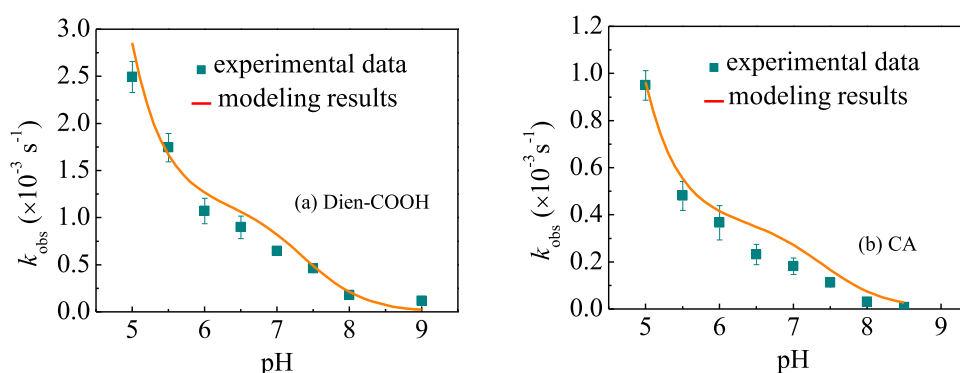 3.0
2.5
2.0
1.5
1.0
0.5
0.0
k_obs (×10⁻³ s⁻¹)
experimental data
modeling results
(a) Dien-COOH
5 6 7 8 9
pH
1.2
1.0
0.8
0.6
0.4
0.2
0.0
k_obs (×10⁻³ s⁻¹)
experimental data
modeling results
(b) CA
5 6 7 8 9
pH